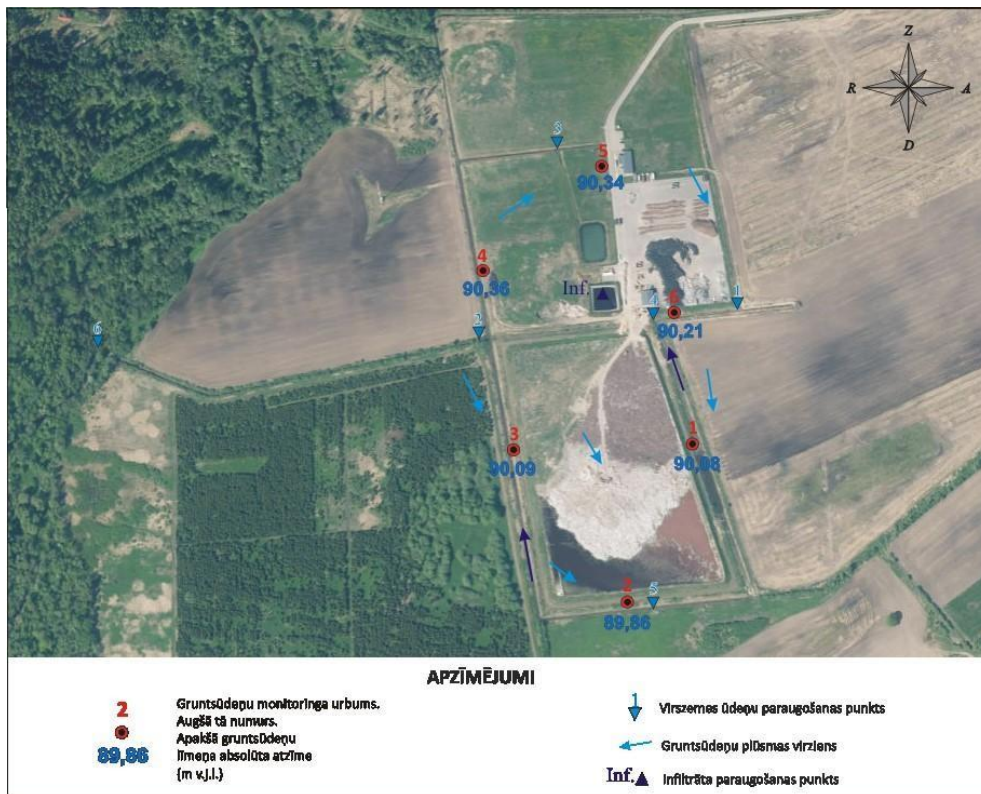 Z
R
A
D
3
5
90,34
4
90,36
Inf.
1
4
6
90,21
2
6
3
90,09
1
90,08
2
5
89,86
APZĪMĒJUMI
2
Gruntsūdeņu monitoringa urbums.
Augšā tā numurs.
Apakšā gruntsūdeņu
līmeņa absolūta atzīme
(m v.j.l.)
89,86
1
Virszemes ūdeņu paraugošanas punkts
Gruntsūdeņu plūsmas virziens
Inf.
Infiltrāta paraugošanas punkts